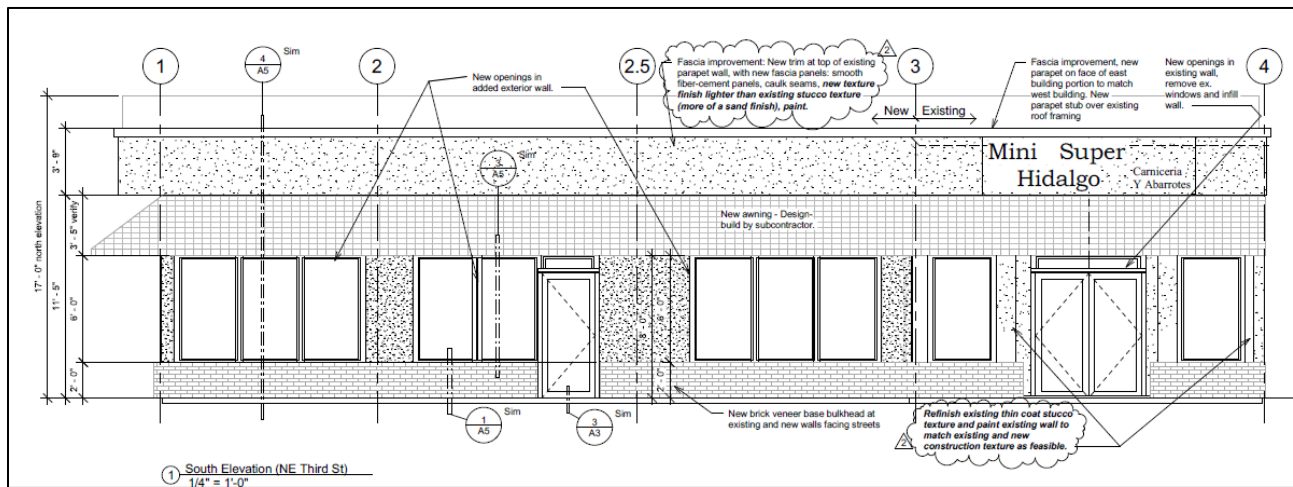 1
4
A5
Sim
2
2.5
2
3
4
New openings in
added exterior wall.
Fascia improvement: New trim at top of existing
parapet wall, with new fascia panels: smooth
fiber-cement panels, caulk seams, new texture
finish lighter than existing stucco texture
(more of a sand finish), paint.
New Existing
Fascia improvement, new
parapet on face of east
building portion to match
west building. New
parapet stub over existing
roof framing
New openings in
existing wall,
remove ex.
windows and infill
wall.
17' - 0" north elevation
11' - 5"
3' - 9"
3' - 5" verify
6' - 0"
2' - 0"
A5
Sim
Mini Super
Hidalgo
Carniceria
Y Abarrotes
New awning - Design-
build by subcontractor.
6' - 0"
2' - 0"
1
A5
Sim
3
A3
Sim
New brick veneer base bulkhead at
existing and new walls facing streets
2
Refinish existing thin coat stucco
texture and paint existing wall to
match existing and new
construction texture as feasible.
1
South Elevation (NE Third St)
1/4" = 1'-0"